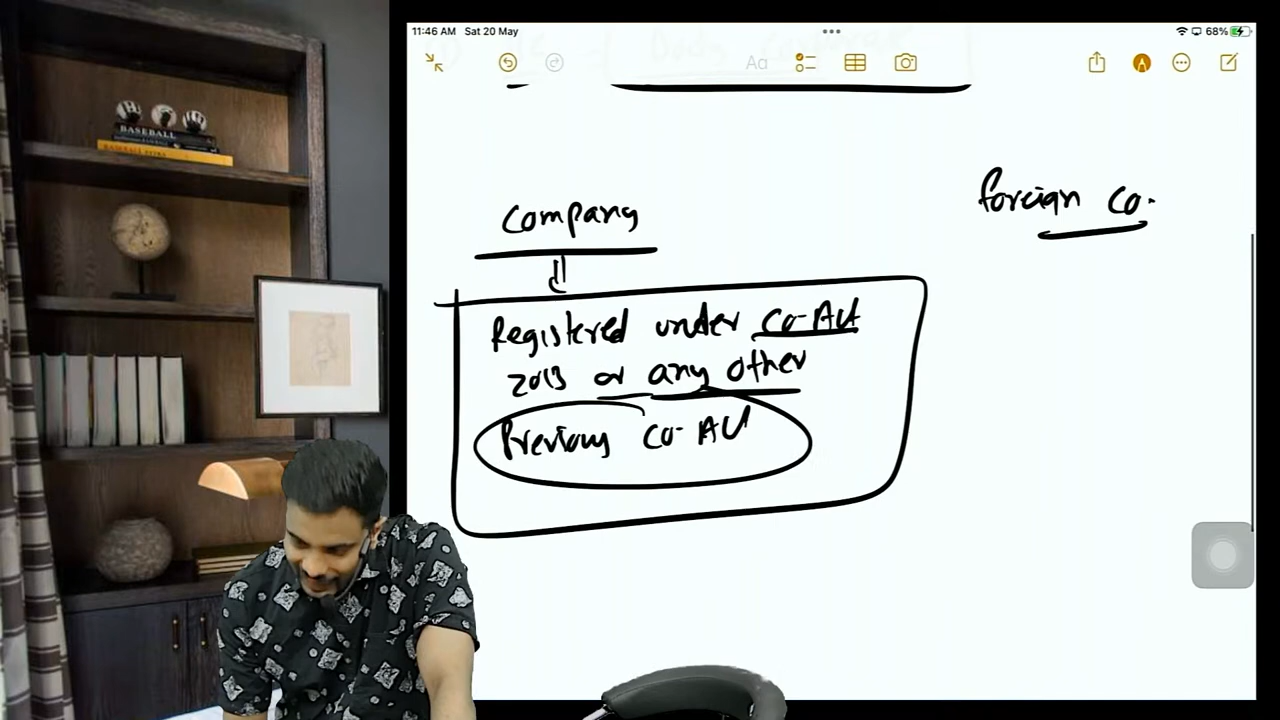 11:46 AM Sat 20 May
68%
Aa
Company
foreign co.
Registered under Co-Act
2013 or any other
Previous Co-Act
BASEBALL